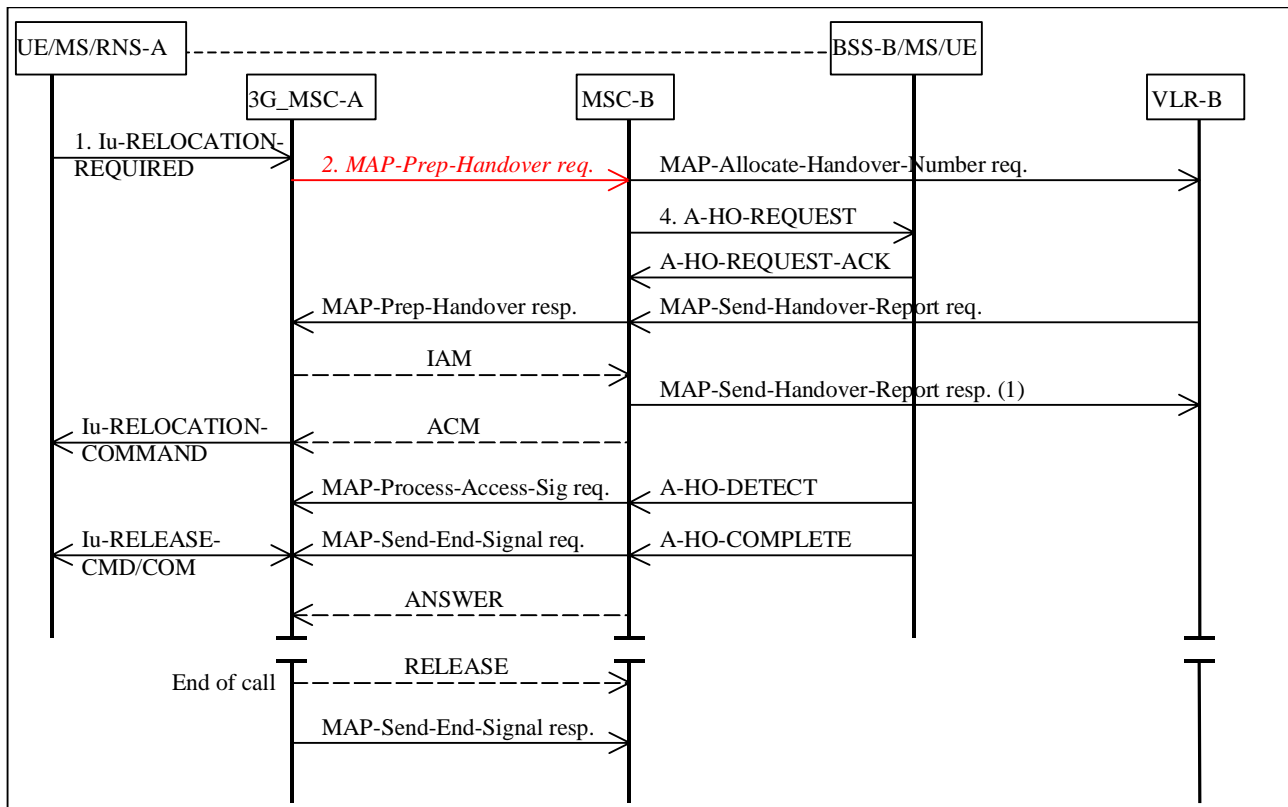 UE/MS/RNS-A
BSS-B/MS/UE
3G_MSC-A
MSC-B
VLR-B
1. Iu-RELOCATION-
REQUIRED
2. MAP-Prep-Handover req.
MAP-Allocate-Handover-Number req.
4. A-HO-REQUEST
A-HO-REQUEST-ACK
MAP-Prep-Handover resp.
MAP-Send-Handover-Report req.
IAM
MAP-Send-Handover-Report resp. (1)
Iu-RELOCATION-
COMMAND
ACM
MAP-Process-Access-Sig req.
A-HO-DETECT
Iu-RELEASE-
CMD/COM
MAP-Send-End-Signal req.
A-HO-COMPLETE
ANSWER
RELEASE
End of call
MAP-Send-End-Signal resp.